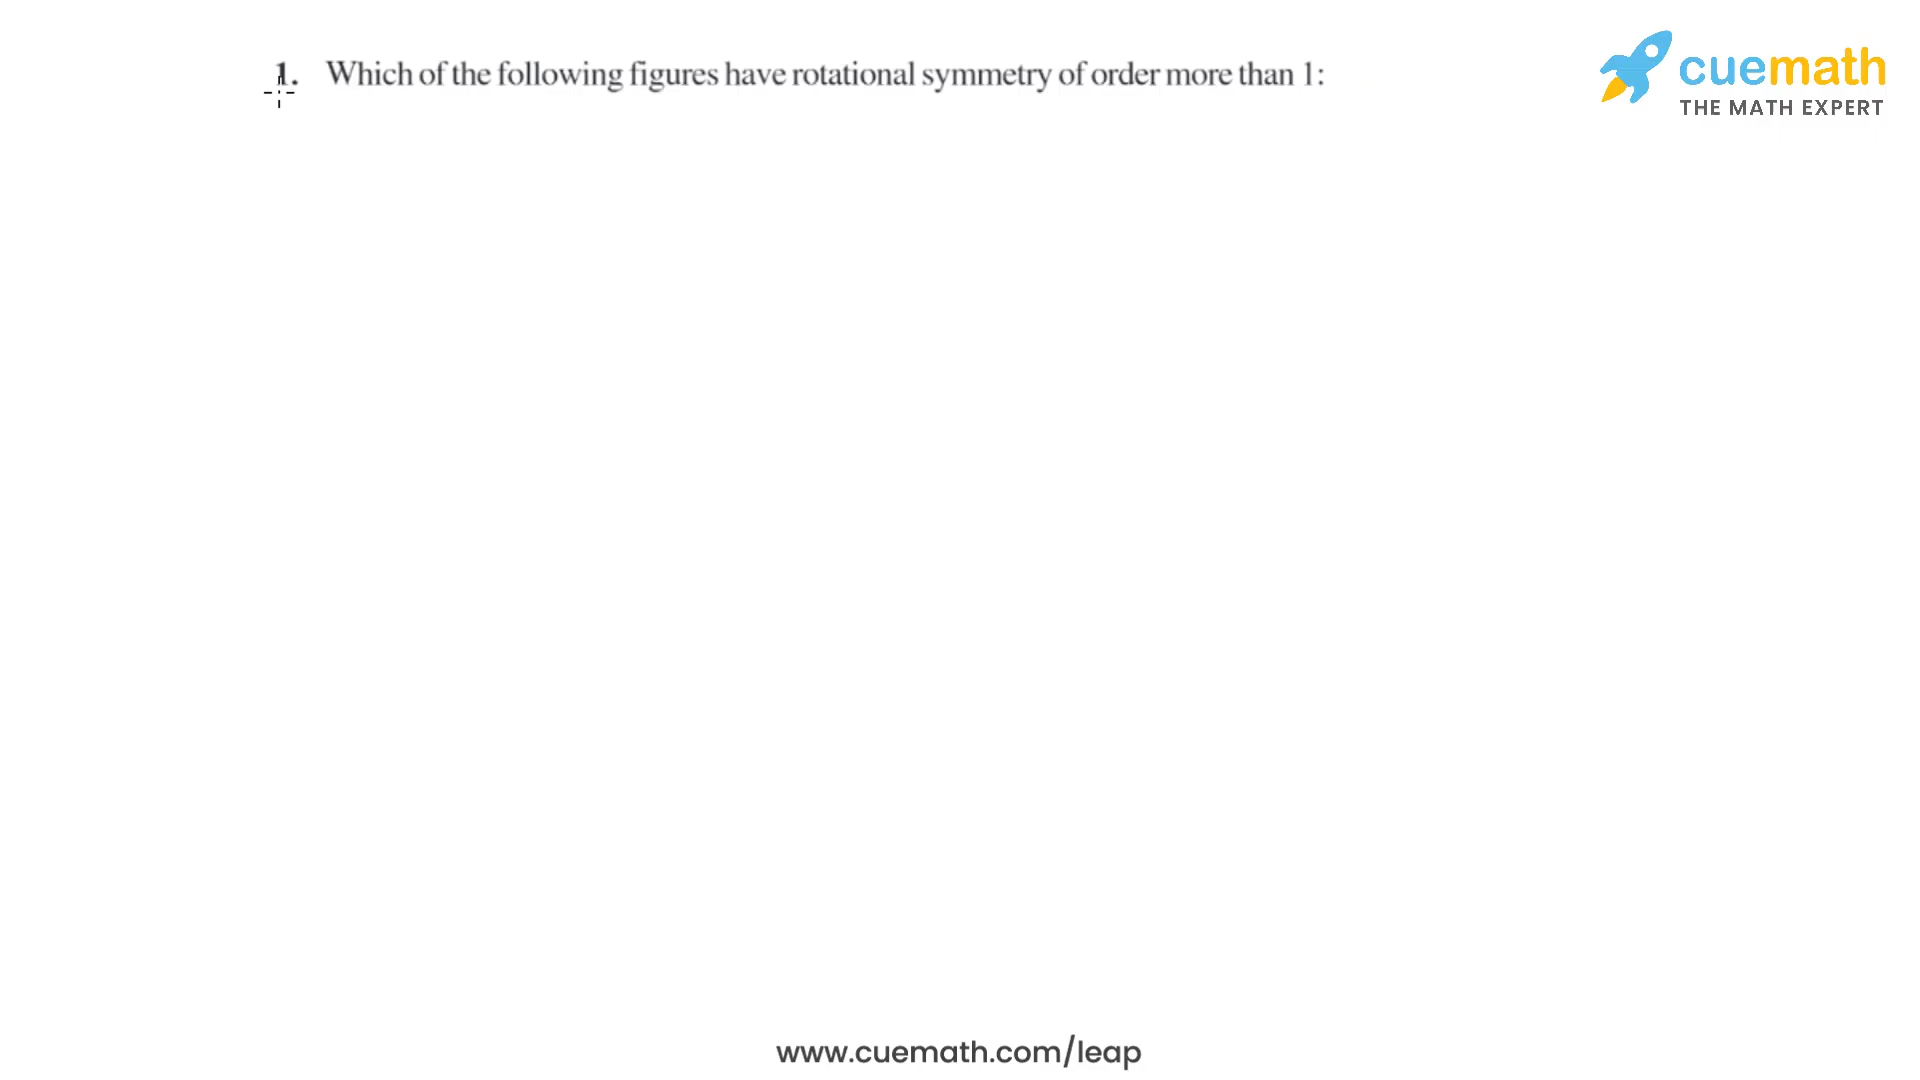 1. Which of the following figures have rotational symmetry of order more than 1:
cuemath
THE MATH EXPERT
www.cuemath.com/leap